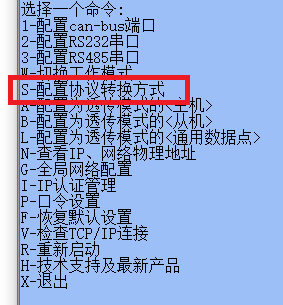 选择一个命令:
1-配置can-bus端口
2-配置RS232串口
3-配置RS485串口
W-切换工作模式
S-配置协议转换方式
A-配置为透传模式的<主机>
B-配置为透传模式的<从机>
L-配置为透传模式的<通用数据点>
N-查看IP、网络物理地址
G-全局网络配置
I-IP认证管理
P-口令设置
F-恢复默认设置
V-检查TCP/IP连接
R-重新启动
H-技术支持及最新产品
X-退出